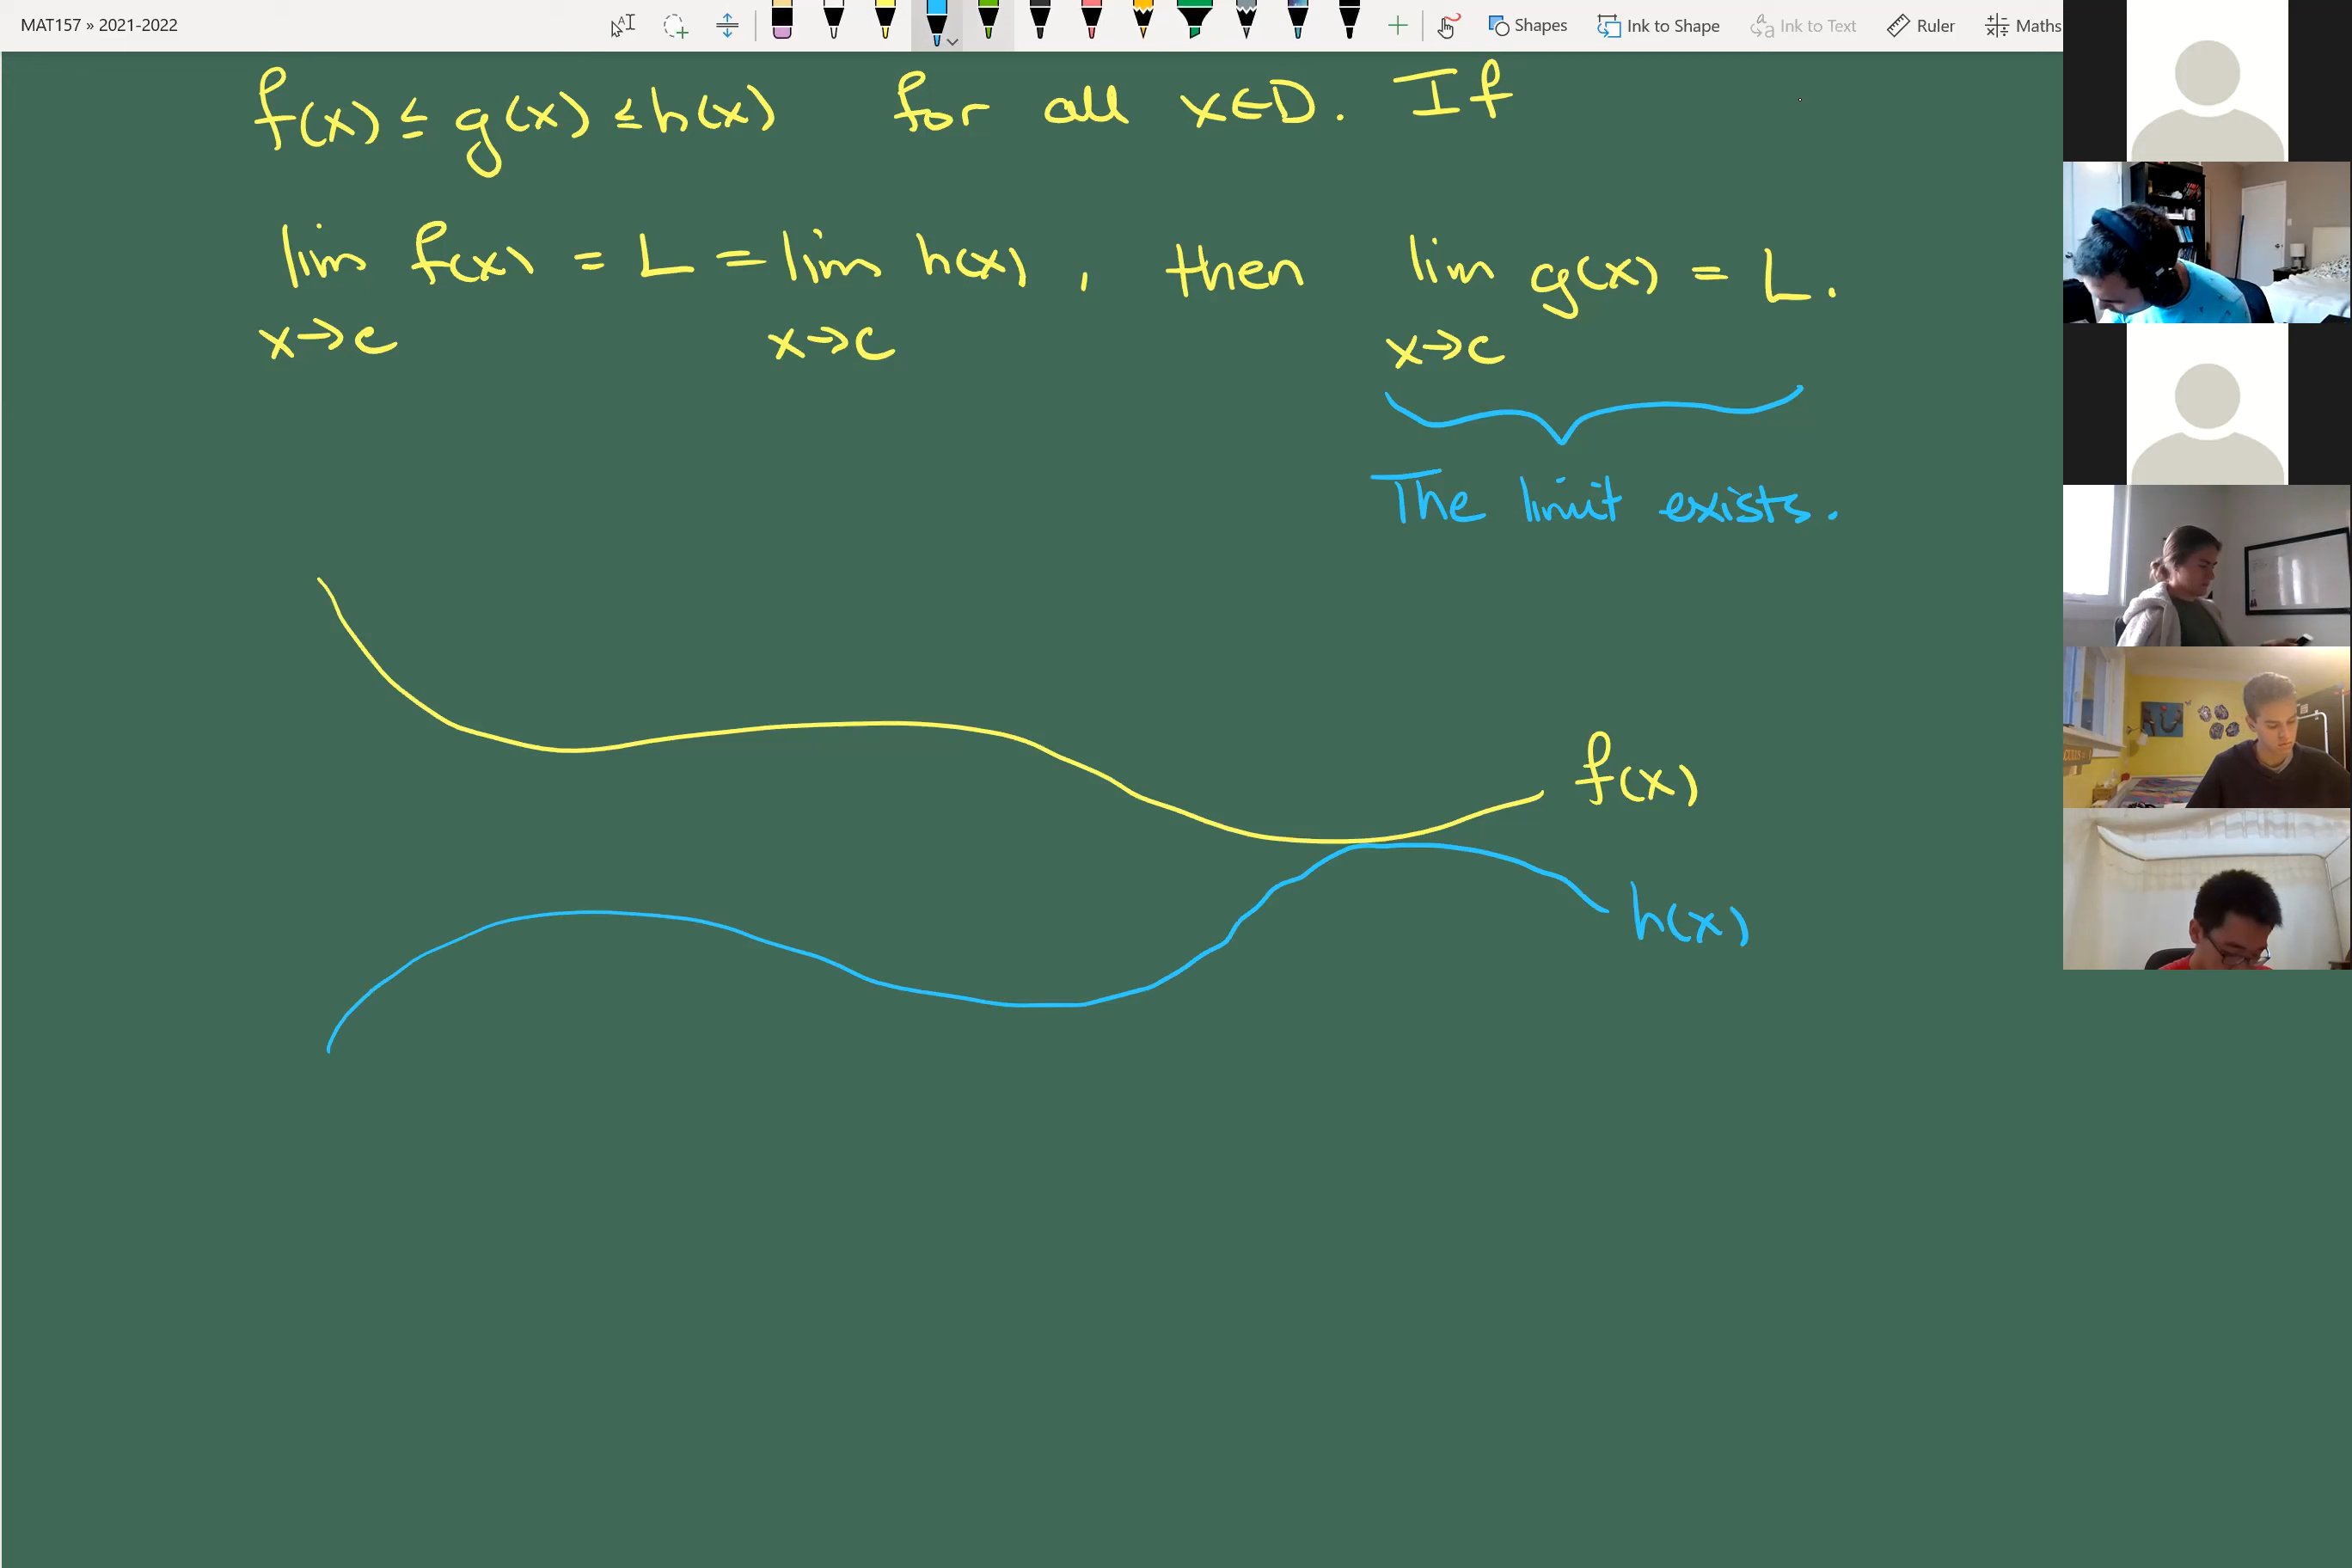 MAT157 » 2021-2022
Shapes Ink to Shape Ink to Text Ruler Maths
f(x) ≤ g(x) ≤ h(x) for all x∈D. If
lim f(x) = L = lim h(x) , then lim g(x) = L.
x→c x→c x→c
The limit exists.
f(x)
h(x)